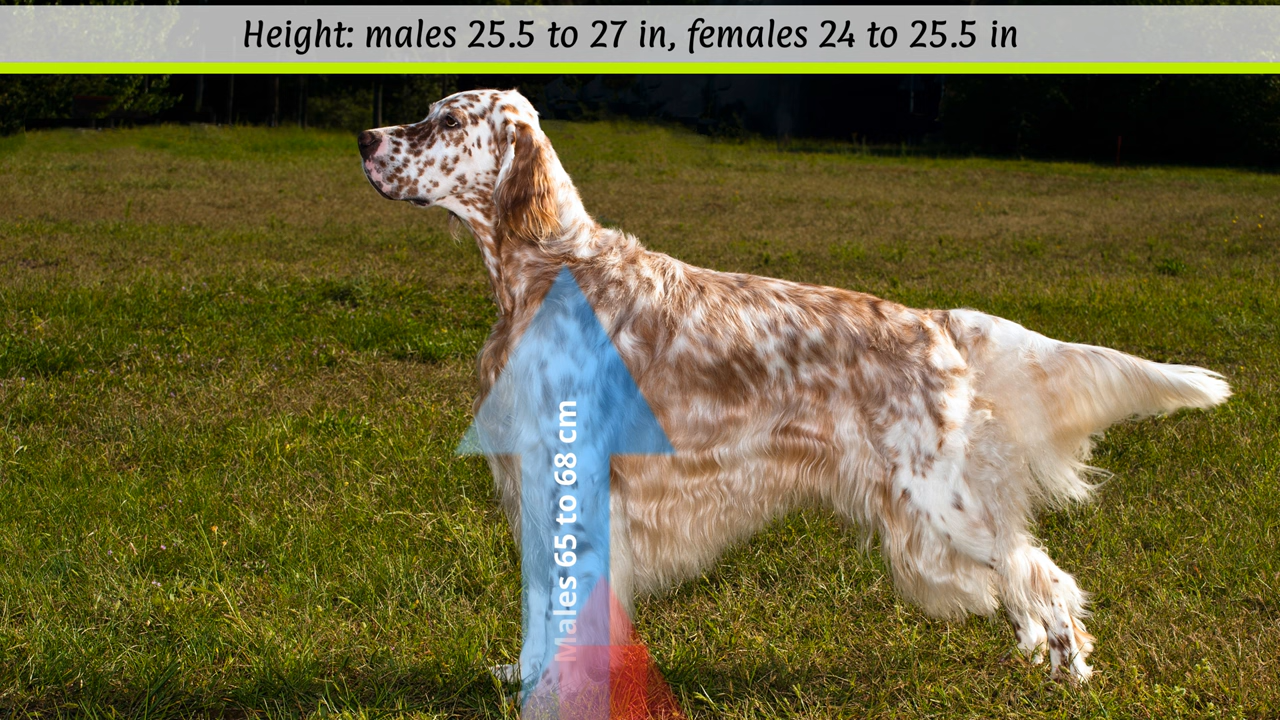 Height: males 25.5 to 27 in, females 24 to 25.5 in
Males 65 to 68 cm